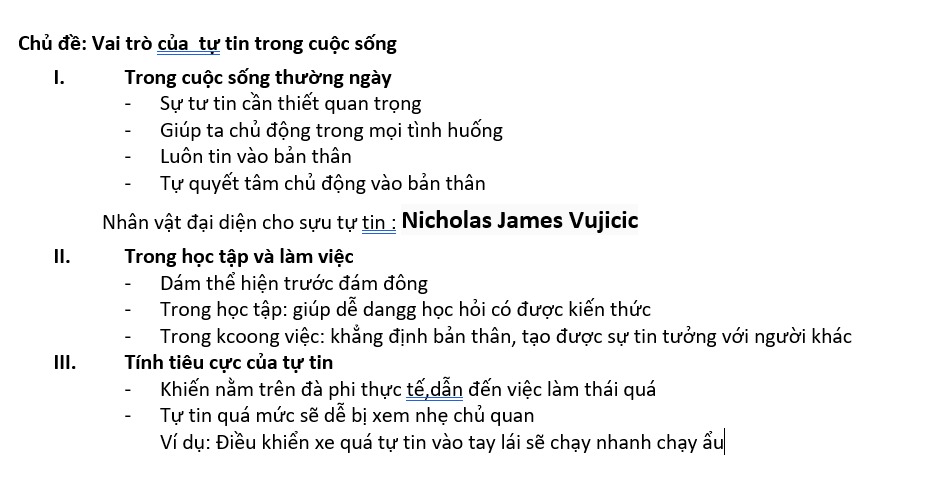 Chủ đề: Vai trò của  tự tin trong cuộc sống
I. Trong cuộc sống thường ngày
- Sự tư tin cần thiết quan trọng
- Giúp ta chủ động trong mọi tình huống
- Luôn tin vào bản thân
- Tự quyết tâm chủ động vào bản thân
Nhân vật đại diện cho sựu tự tin : Nicholas James Vujicic
II. Trong học tập và làm việc
- Dám thể hiện trước đám đông
- Trong học tập: giúp dễ dangg học hỏi có được kiến thức
- Trong kcoong việc: khẳng định bản thân, tạo được sự tin tưởng với người khác
III. Tính tiêu cực của tự tin
- Khiến nằm trên đà phi thực tế,dẫn đến việc làm thái quá
- Tự tin quá mức sẽ dễ bị xem nhẹ chủ quan
Ví dụ: Điều khiển xe quá tự tin vào tay lái sẽ chạy nhanh chạy ẩu